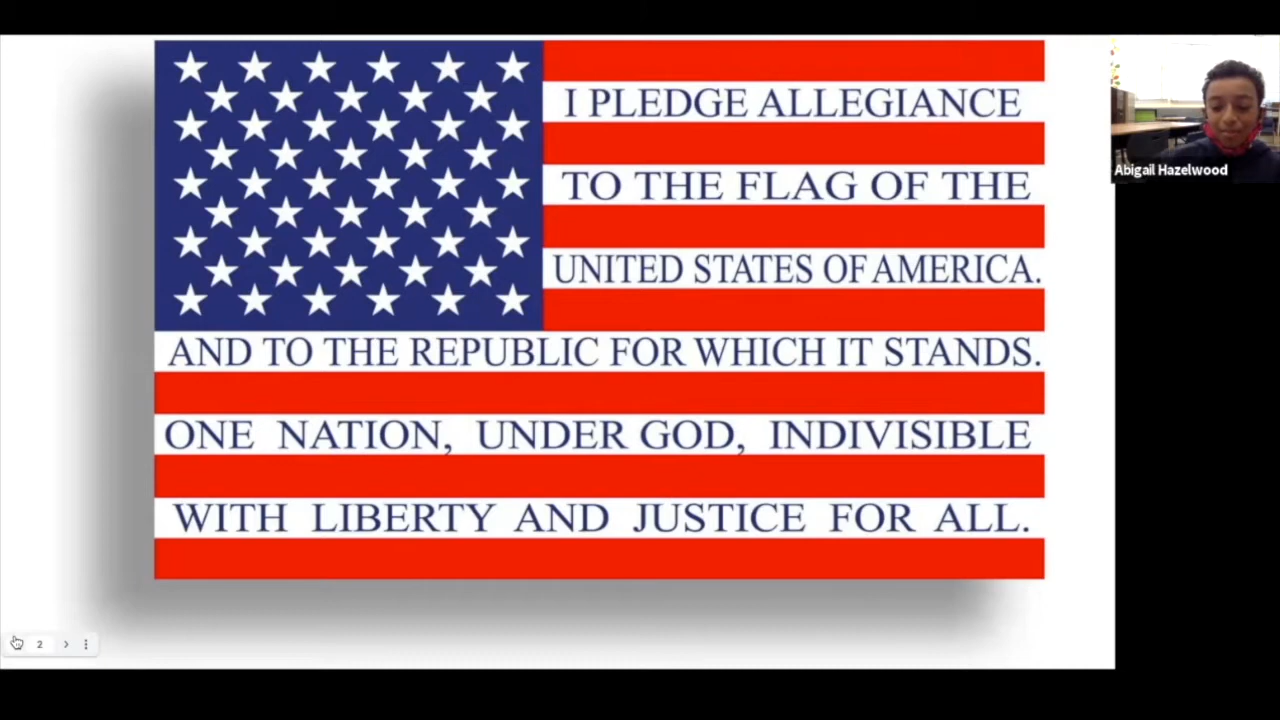 I PLEDGE ALLEGIANCE
TO THE FLAG OF THE
UNITED STATES OF AMERICA.
AND TO THE REPUBLIC FOR WHICH IT STANDS.
ONE NATION, UNDER GOD, INDIVISIBLE
WITH LIBERTY AND JUSTICE FOR ALL.
Abigail Hazelwood
2